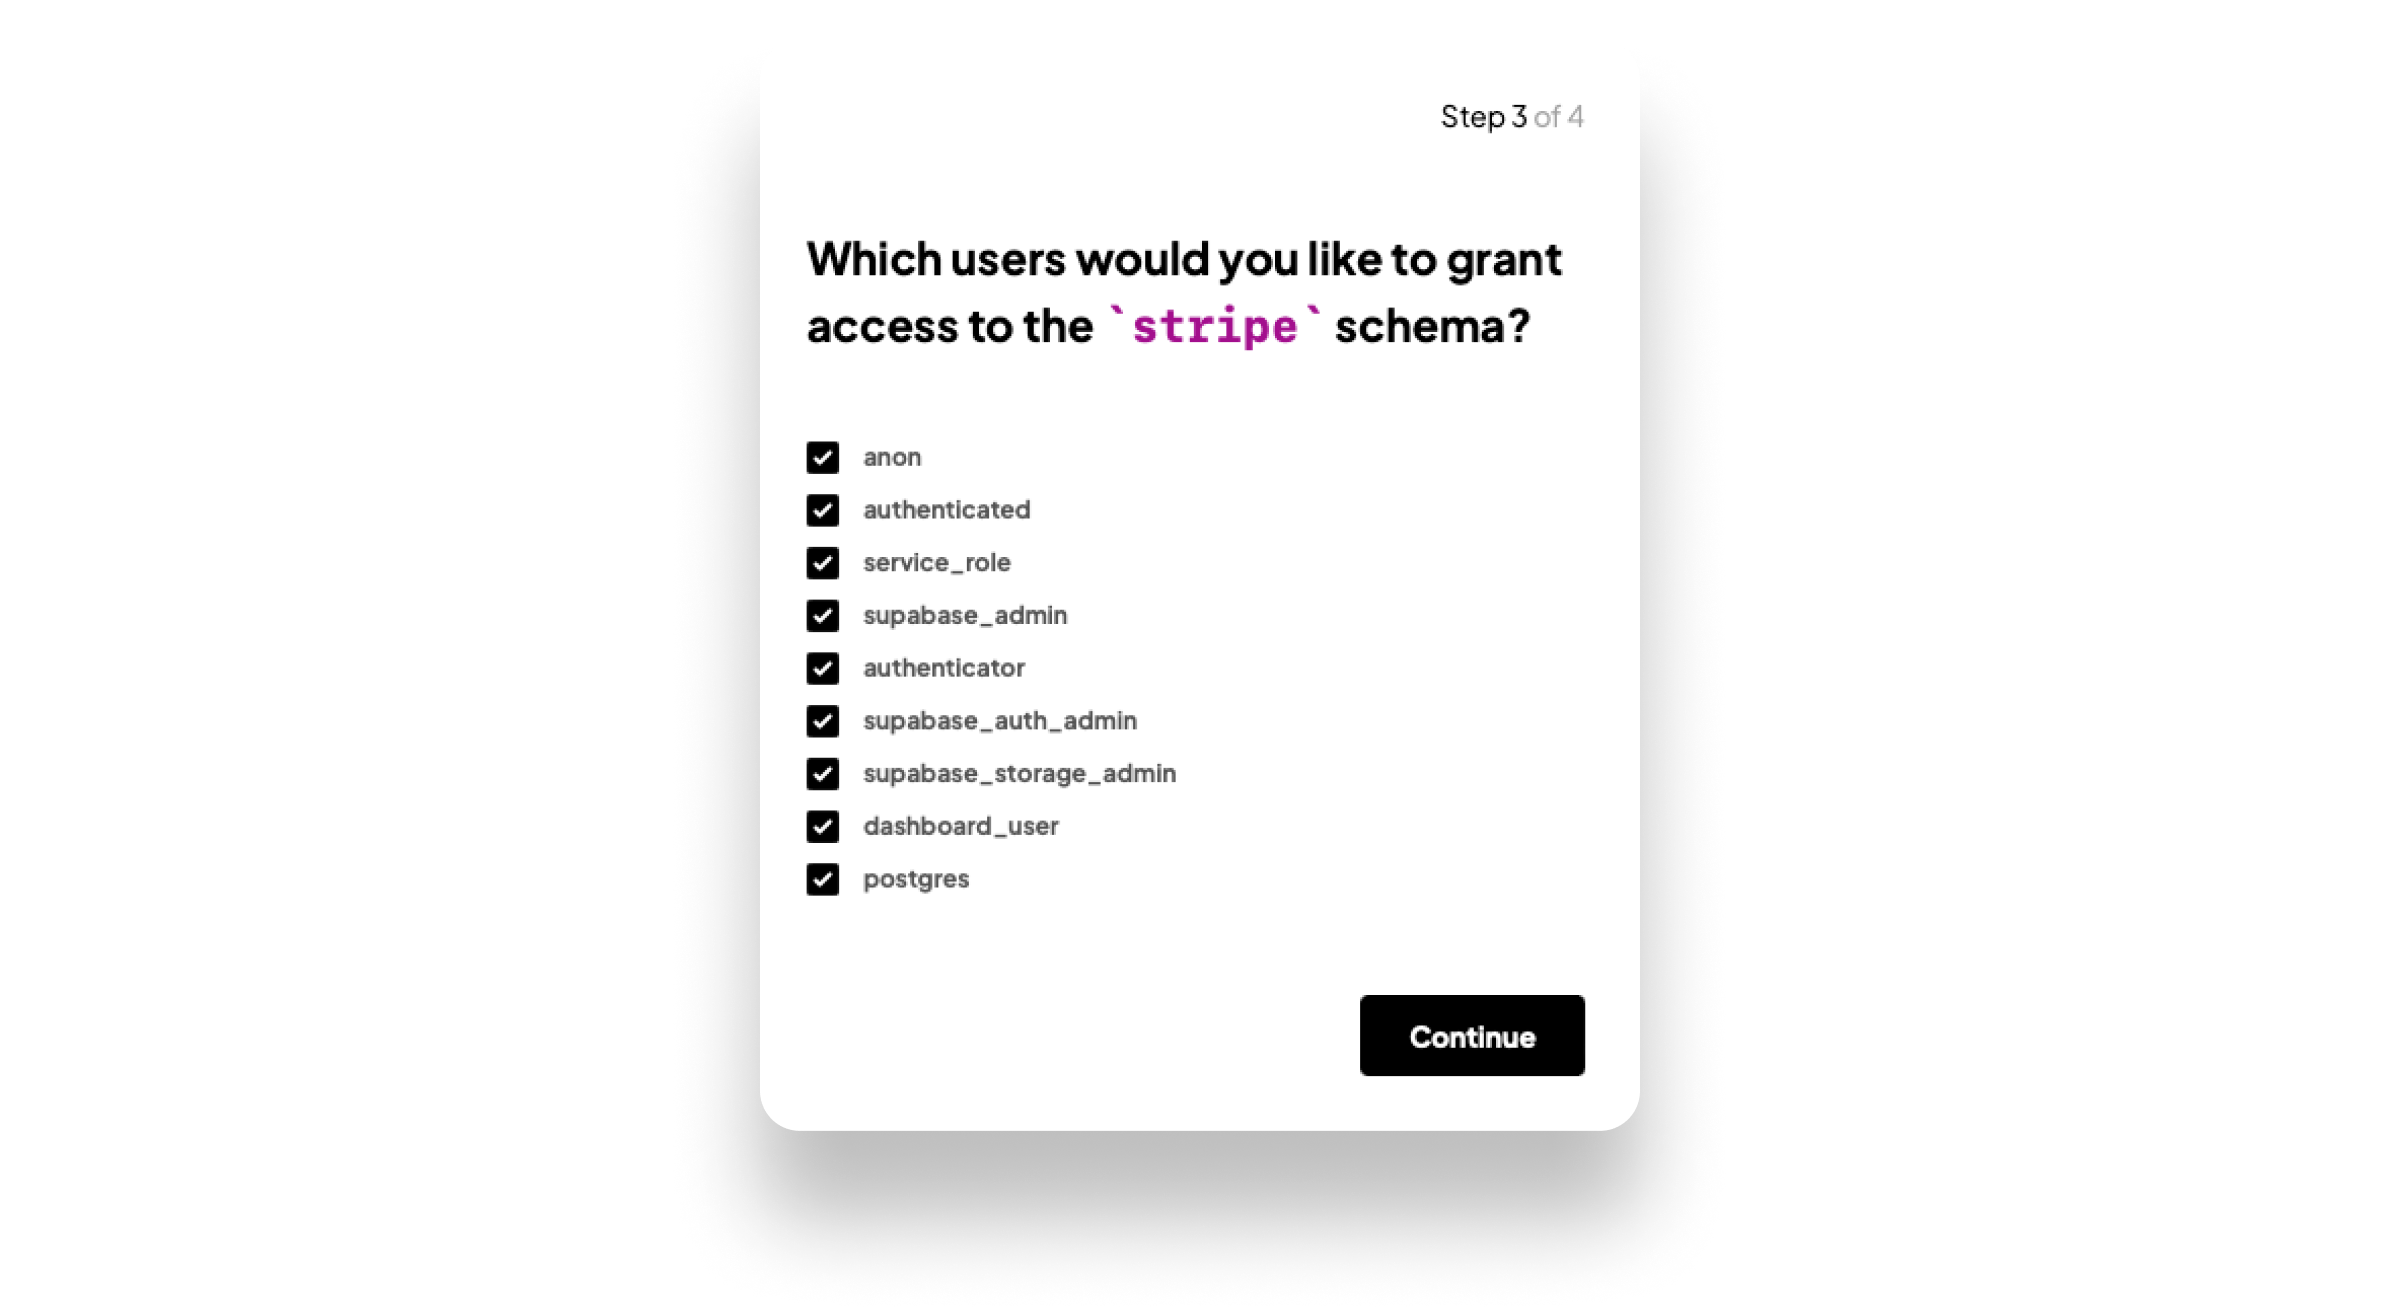 Step 3 of 4
Which users would you like to grant
access to the `stripe` schema?
anon
authenticated
service_role
supabase_admin
authenticator
supabase_auth_admin
supabase_storage_admin
dashboard_user
postgres
Continue